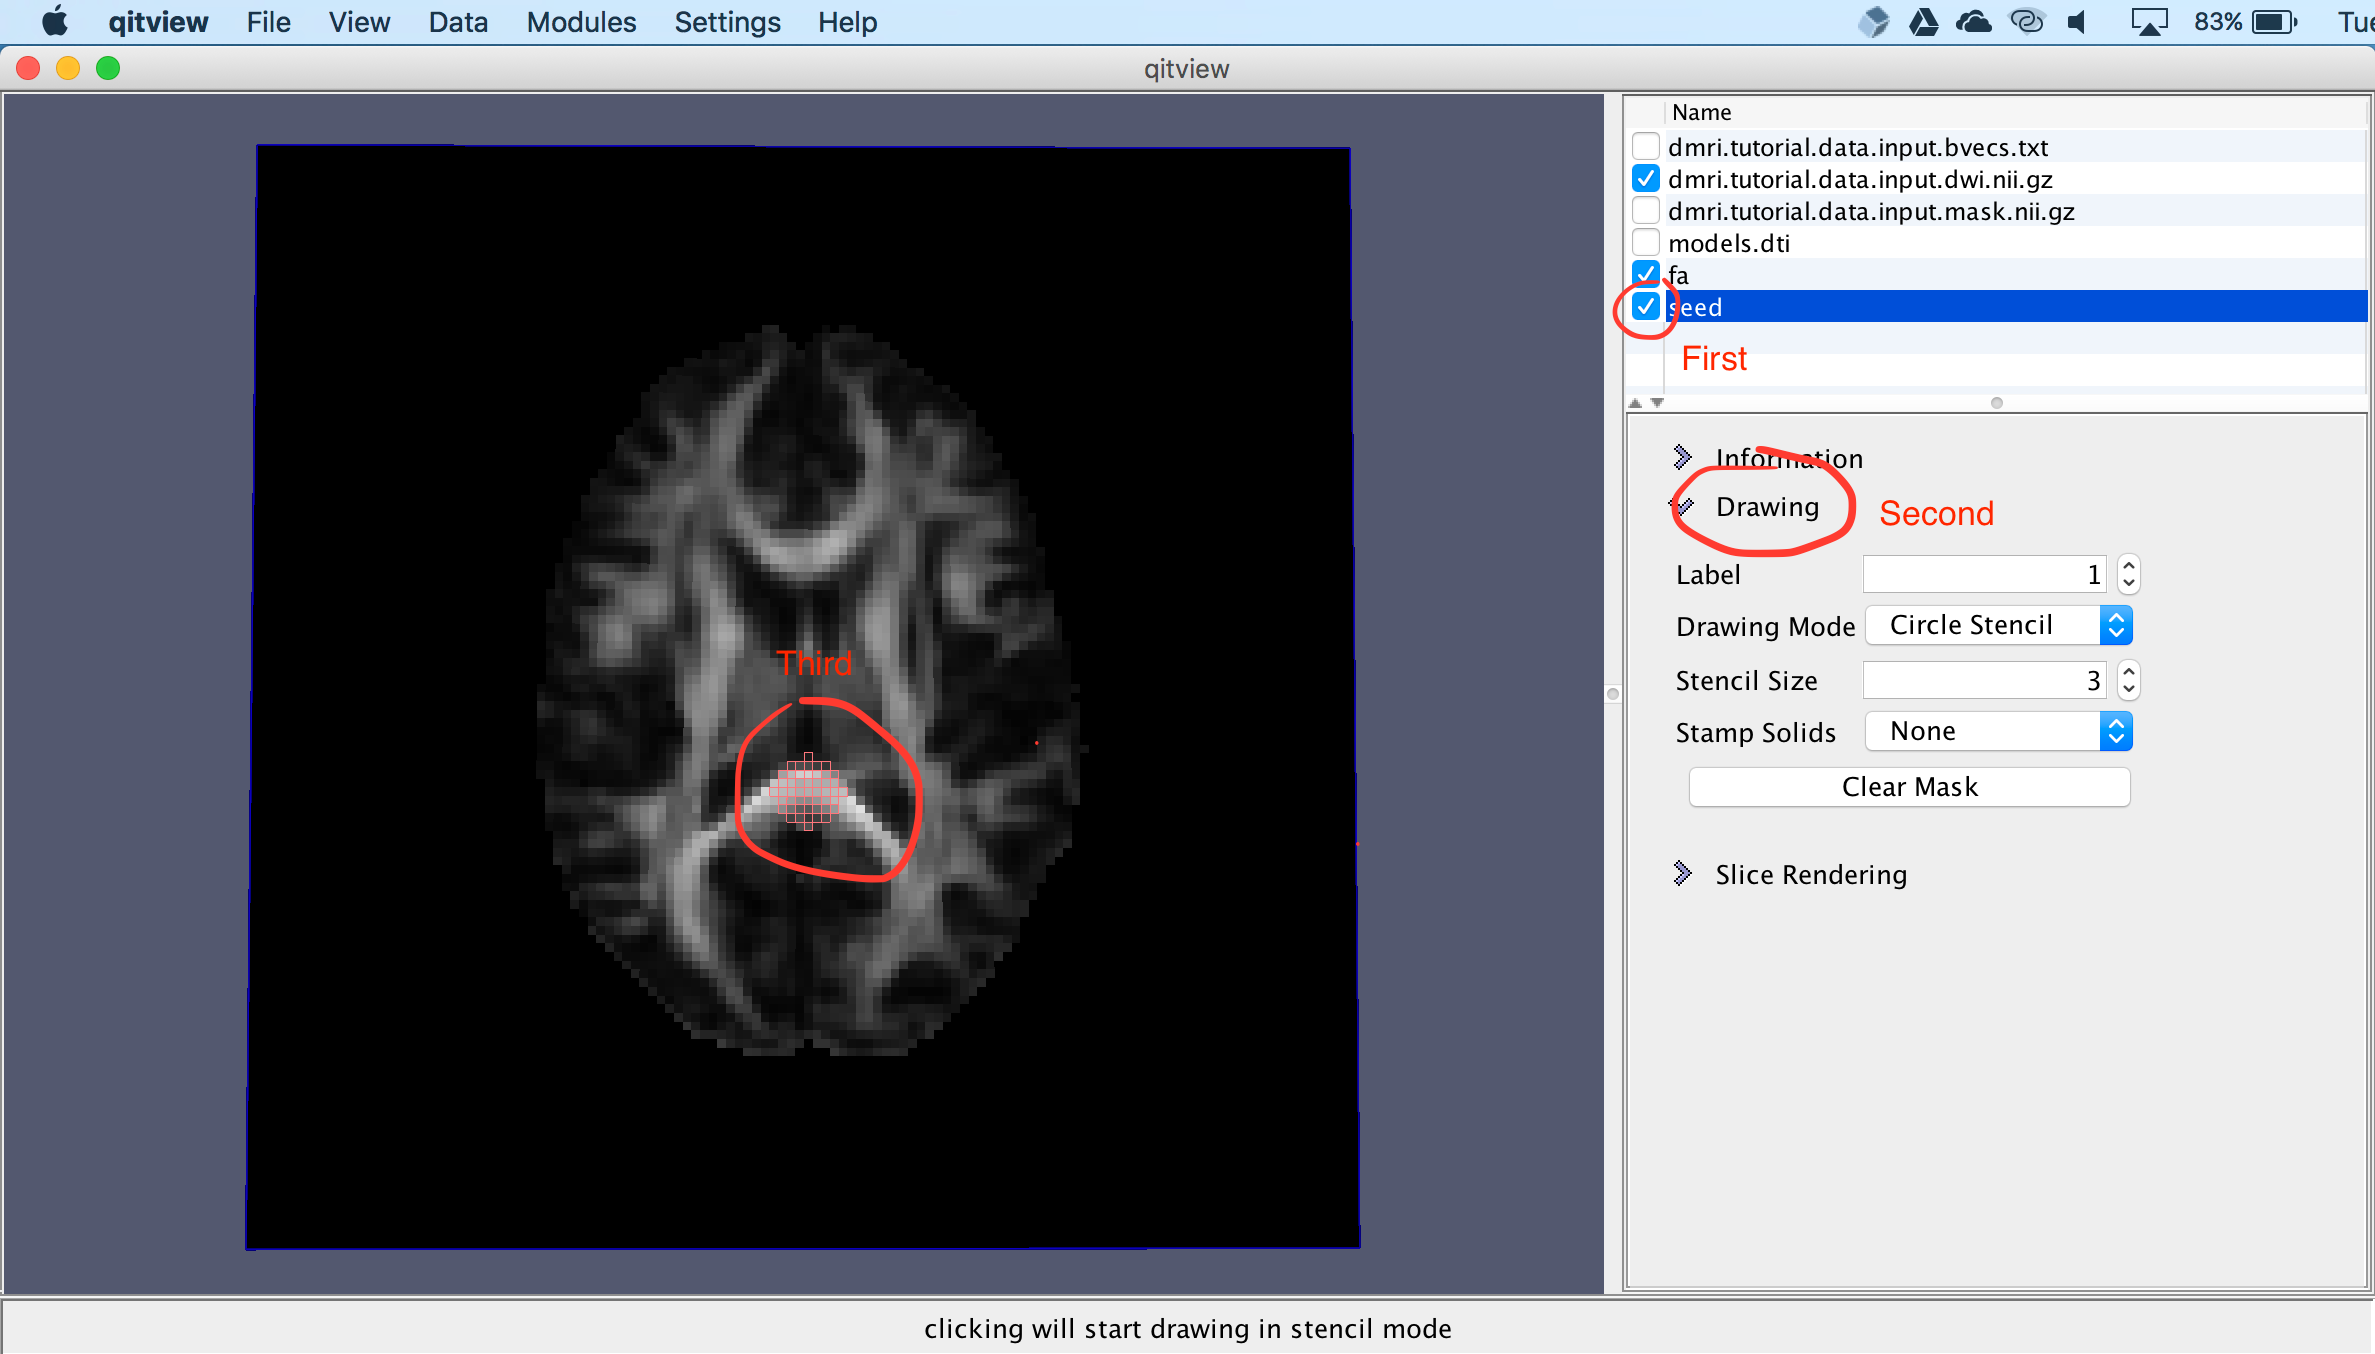 qitview File View Data Modules Settings Help 83% Tue
qitview
Name
dmri.tutorial.data.input.bvecs.txt
dmri.tutorial.data.input.dwi.nii.gz
dmri.tutorial.data.input.mask.nii.gz
models.dti
fa
seed
First
Information
Drawing Second
Label 1
Drawing Mode Circle Stencil
Stencil Size 3
Stamp Solids None
Clear Mask
Slice Rendering
Third
clicking will start drawing in stencil mode